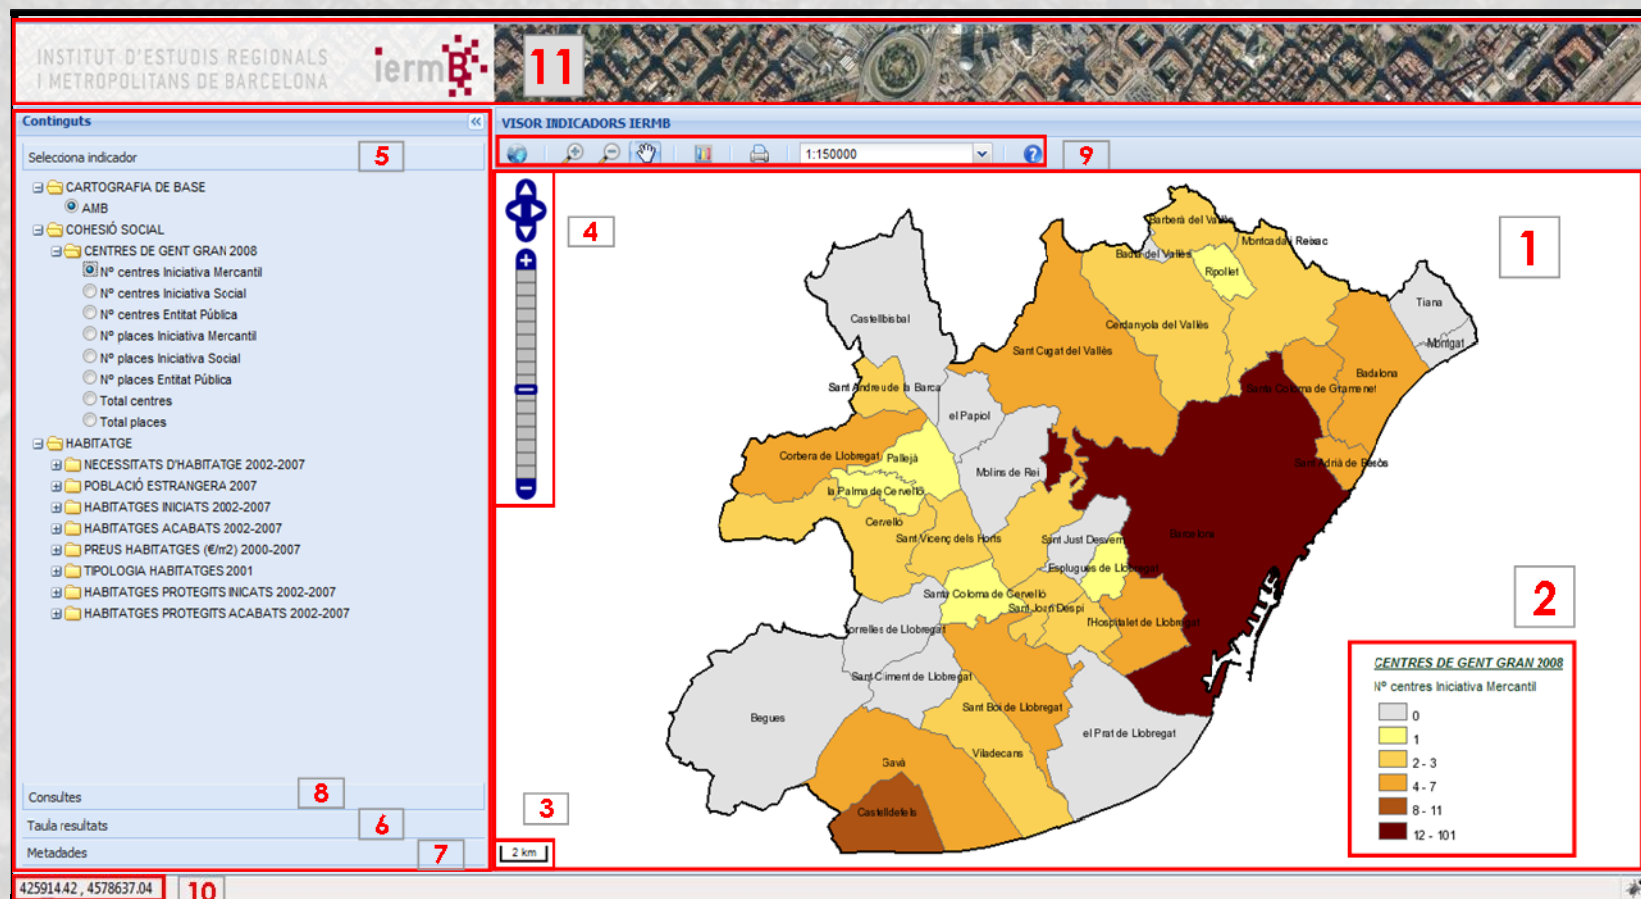 INSTITUT D'ESTUDIS REGIONALS
I METROPOLITANS DE BARCELONA
iermB
11
Continguts
VISOR INDICADORS IERMB
Selecciona indicador
5
1:150000
9
CARTOGRAFIA DE BASE
AMB
COHESIÓ SOCIAL
CENTRES DE GENT GRAN 2008
Nº centres Iniciativa Mercantil
Nº centres Iniciativa Social
Nº centres Entitat Pública
Nº places Iniciativa Mercantil
Nº places Iniciativa Social
Nº places Entitat Pública
Total centres
Total places
HABITATGE
NECESSITATS D'HABITATGE 2002-2007
POBLACIÓ ESTRANGERA 2007
HABITATGES INICIATS 2002-2007
HABITATGES ACABATS 2002-2007
PREUS HABITATGES (€/m2) 2000-2007
TIPOLOGIA HABITATGES 2001
HABITATGES PROTEGITS INICATS 2002-2007
HABITATGES PROTEGITS ACABATS 2002-2007
Consultes
8
Taula resultats
6
Metadades
7
425914.42 , 4578637.04
10
4
1
Barberà del Vallès
Montcada i Reixac
Badia del Vallès
Ripollet
Tiana
Castellbisbal
Cerdanyola del Vallès
Montgat
Sant Cugat del Vallès
Badalona
Sant Andreu de la Barca
Santa Coloma de Gramenet
el Papiol
Corbera de Llobregat
Pallejà
Sant Adrià de Besòs
Molins de Rei
la Palma de Cervelló
Cervelló
Sant Vicenç dels Horts
Sant Just Desvern
Barcelona
Esplugues de Llobregat
Santa Coloma de Cervelló
Sant Joan Despí
l'Hospitalet de Llobregat
Torrelles de Llobregat
Sant Climent de Llobregat
Sant Boi de Llobregat
Begues
el Prat de Llobregat
Viladecans
Gavà
Castelldefels
2
CENTRES DE GENT GRAN 2008
Nº centres Iniciativa Mercantil
0
1
2 - 3
4 - 7
8 - 11
12 - 101
3
2 km